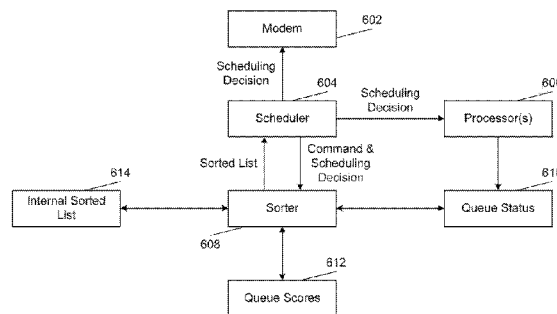 Modem
602
Scheduling
Decision
604
Scheduler
Scheduling
Decision
Processor(s)
Sorted List
Command &
Scheduling
Decision
614
Internal Sorted
List
Sorter
608
Queue Status
612
Queue Scores